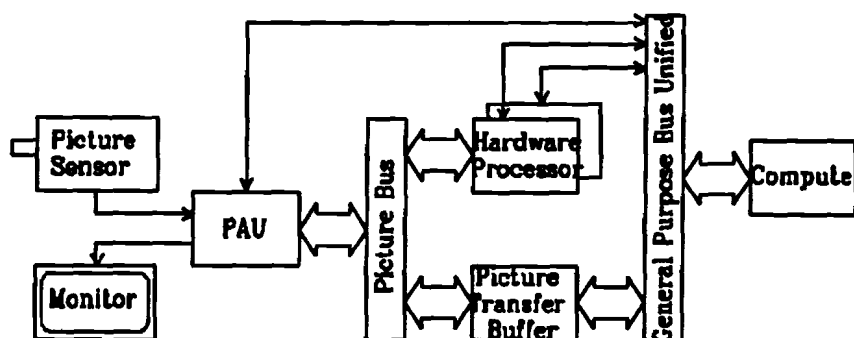 Picture
Sensor
PAU
Monitor
Picture Bus
Hardware
Processor
Picture
Transfer
Buffer
General Purpose Bus Unified
Compute